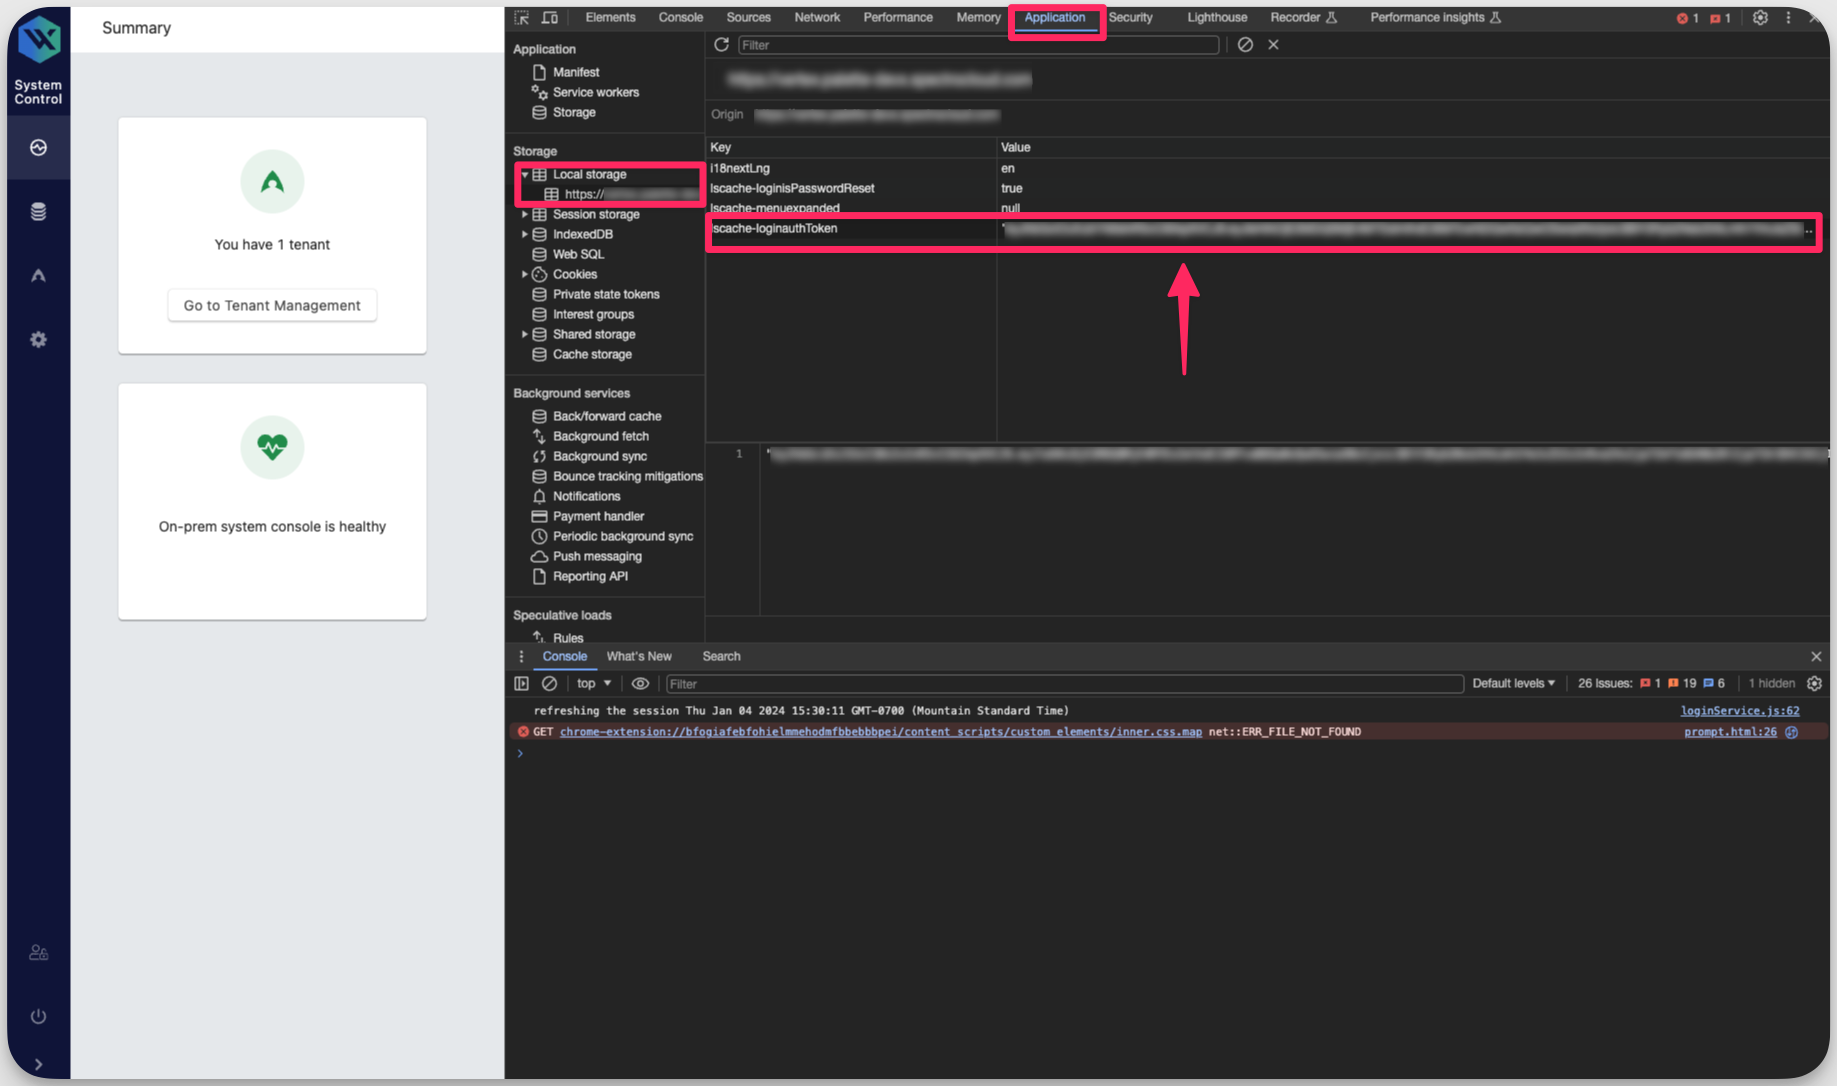 System
Control
Summary
You have 1 tenant
Go to Tenant Management
On-prem system console is healthy
Elements Console Sources Network Performance Memory Application Security Lighthouse Recorder Performance insights 1 1
Application
Manifest
Service workers
Storage
Storage
Local storage
https://
Session storage
IndexedDB
Web SQL
Cookies
Private state tokens
Interest groups
Shared storage
Cache storage
Background services
Back/forward cache
Background fetch
Background sync
Bounce tracking mitigations
Notifications
Payment handler
Periodic background sync
Push messaging
Reporting API
Speculative loads
Rules
Filter
Origin
Key Value
i18nextLng en
lscache-loginisPasswordReset true
lscache-menuexpanded null
scache-loginauthToken
1
Console What's New Search
top Filter Default levels 26 Issues: 1 19 6 1 hidden
refreshing the session Thu Jan 04 2024 15:30:11 GMT-0700 (Mountain Standard Time) loginService.js:62
GET chrome-extension://bfogiafebfohielmmehodmfbbebbbpei/content_scripts/custom_elements/inner.css.map net::ERR_FILE_NOT_FOUND prompt.html:26